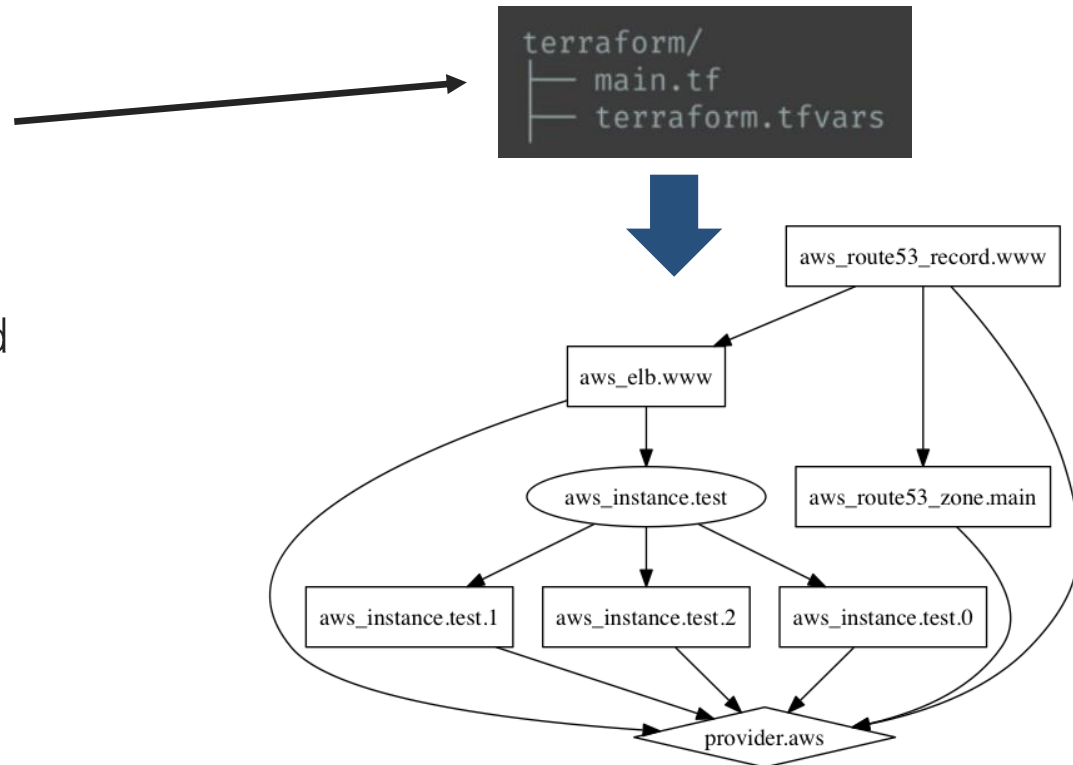 terraform/
main.tf
terraform.tfvars
aws_route53_record.www
aws_elb.www
aws_instance.test
aws_route53_zone.main
aws_instance.test.1
aws_instance.test.2
aws_instance.test.0
provider.aws